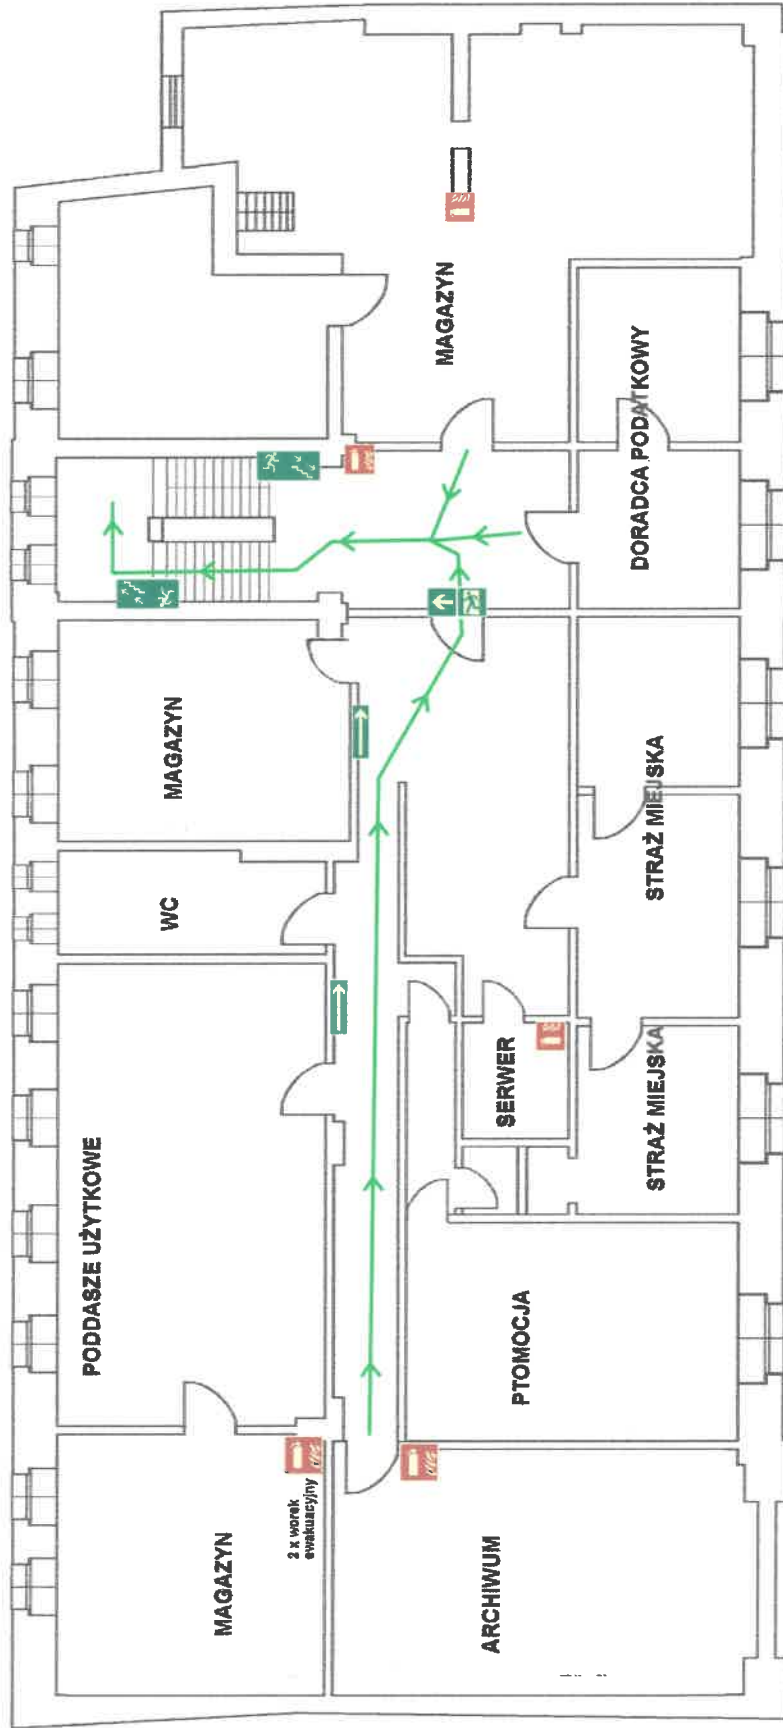 MAGAZYN
2 x worek
ewakuacyjny
PODDASZE UŻYTKOWE
WC
MAGAZYN
ARCHIWUM
PTOMOCJA
SERWER
MAGAZYN
STRAŻ MIEJSKA
STRAŻ MIEJSKA
DORADCA PODATKOWY